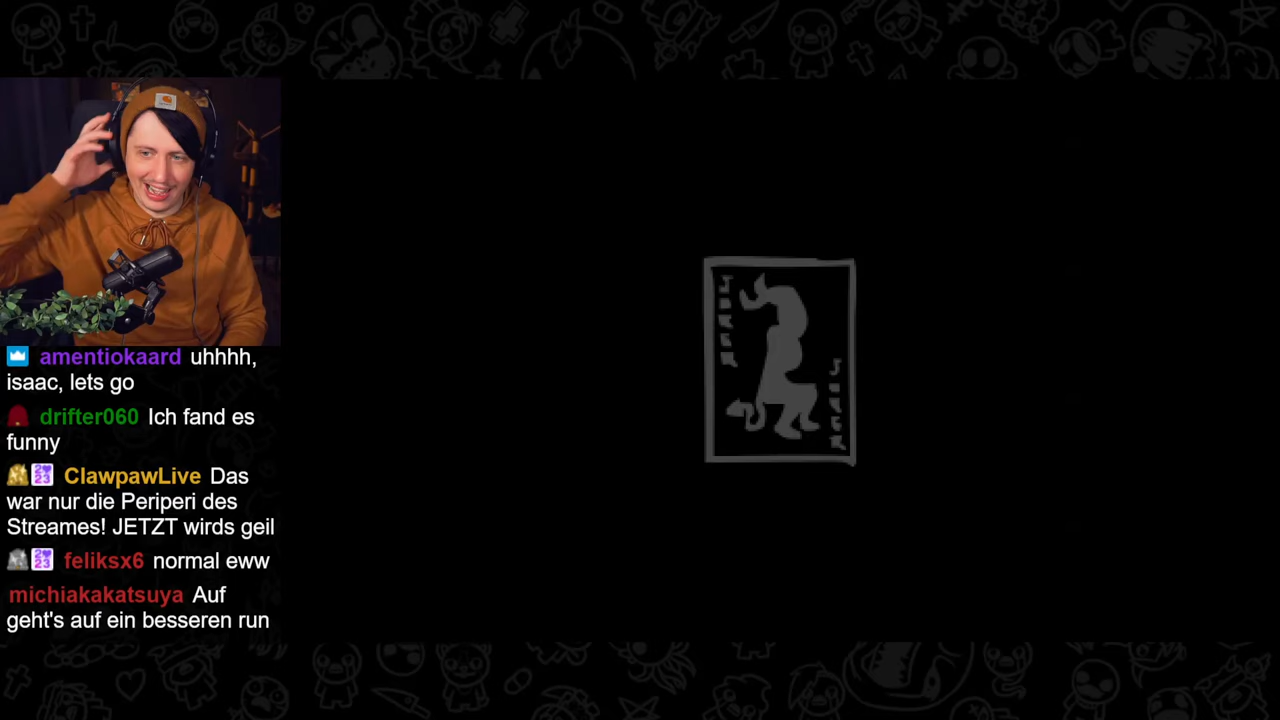 amentiokaard uhhhh,
isaac, lets go
drifter060 Ich fand es
funny
ClawpawLive Das
war nur die Periperi des
Streames! JETZT wirds geil
feliksx6 normal eww
michiakakatsuya Auf
geht's auf ein besseren run